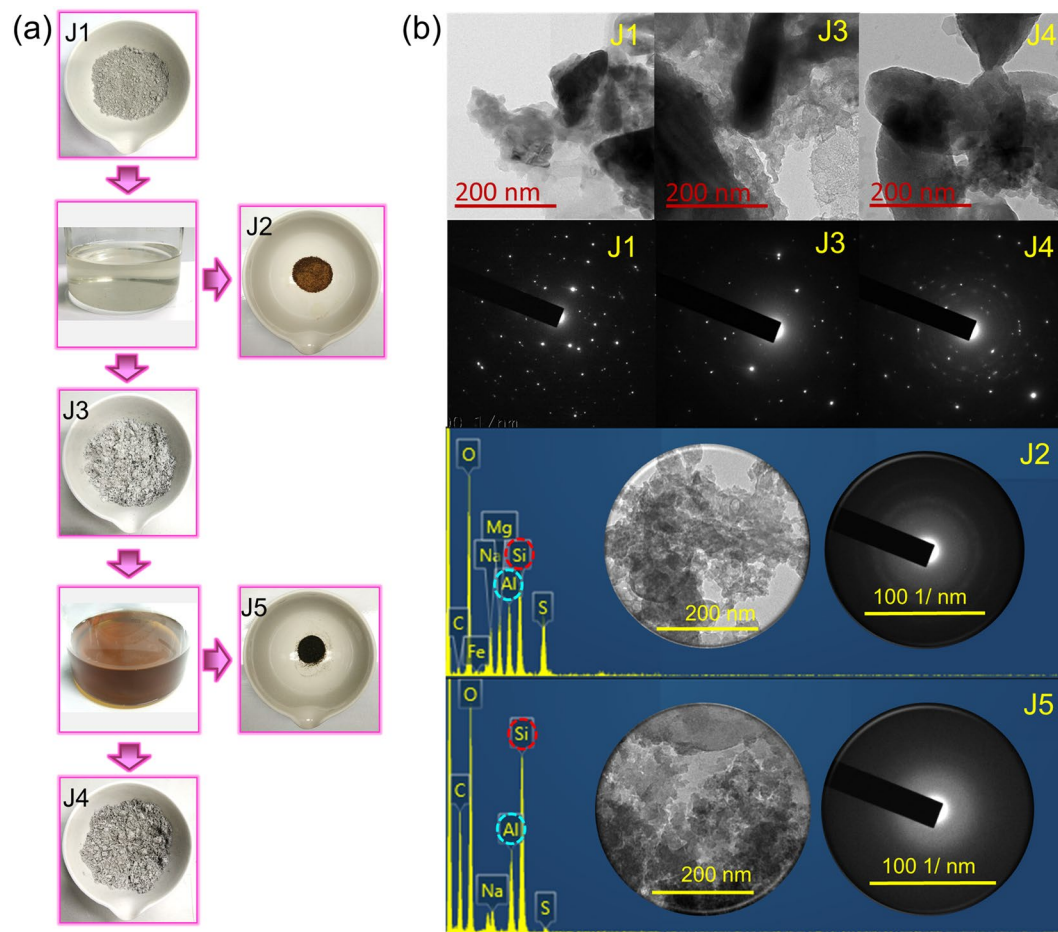 (a)
J1
J2
J3
J5
J4
(b)
J1
J3
J4
200 nm
200 nm
200 nm
J1
J3
J4
J2
O
Mg
Na
Si
Al
C
Fe
S
200 nm
100 1/ nm
J5
O
Si
C
Al
Na
S
200 nm
100 1/ nm